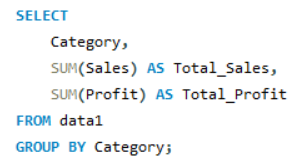 SELECT
    Category,
    SUM(Sales) AS Total_Sales,
    SUM(Profit) AS Total_Profit
FROM data1
GROUP BY Category;